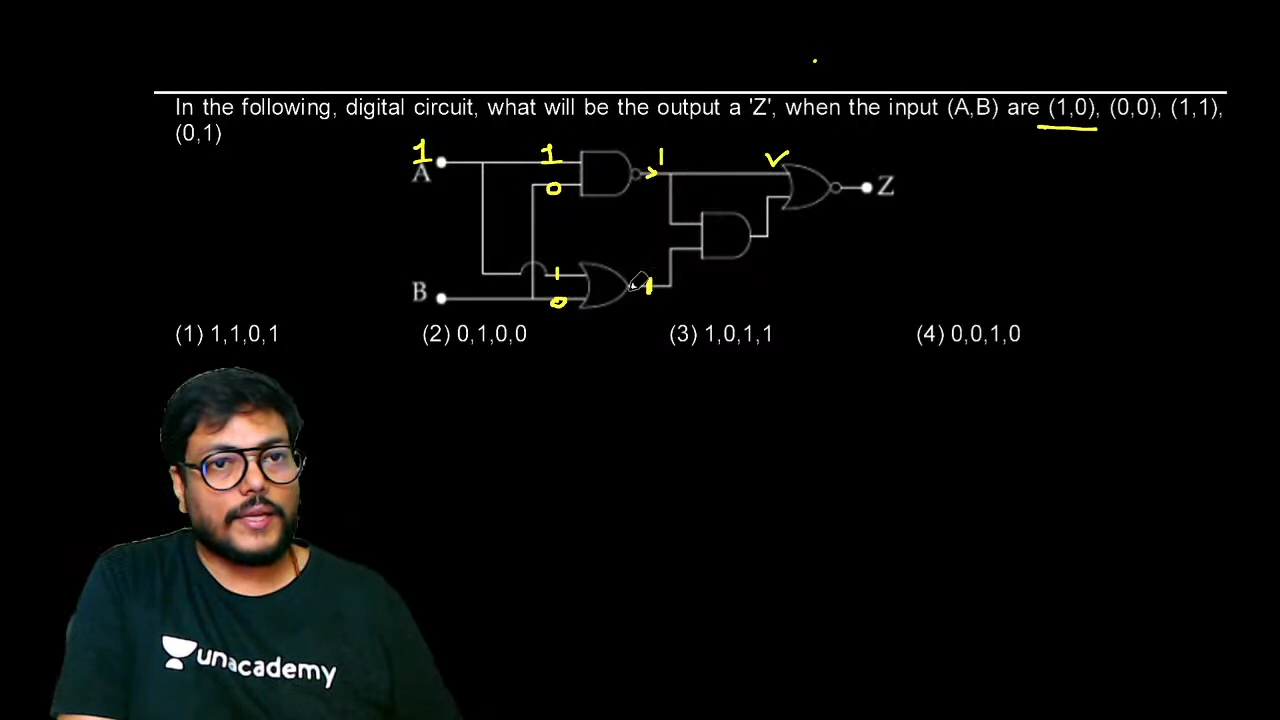 In the following, digital circuit, what will be the output a 'Z', when the input (A,B) are (1,0), (0,0), (1,1),
(0,1)
1 1 1
A 0 Z
1 1
B 0
(1) 1,1,0,1 (2) 0,1,0,0 (3) 1,0,1,1 (4) 0,0,1,0
unacademy